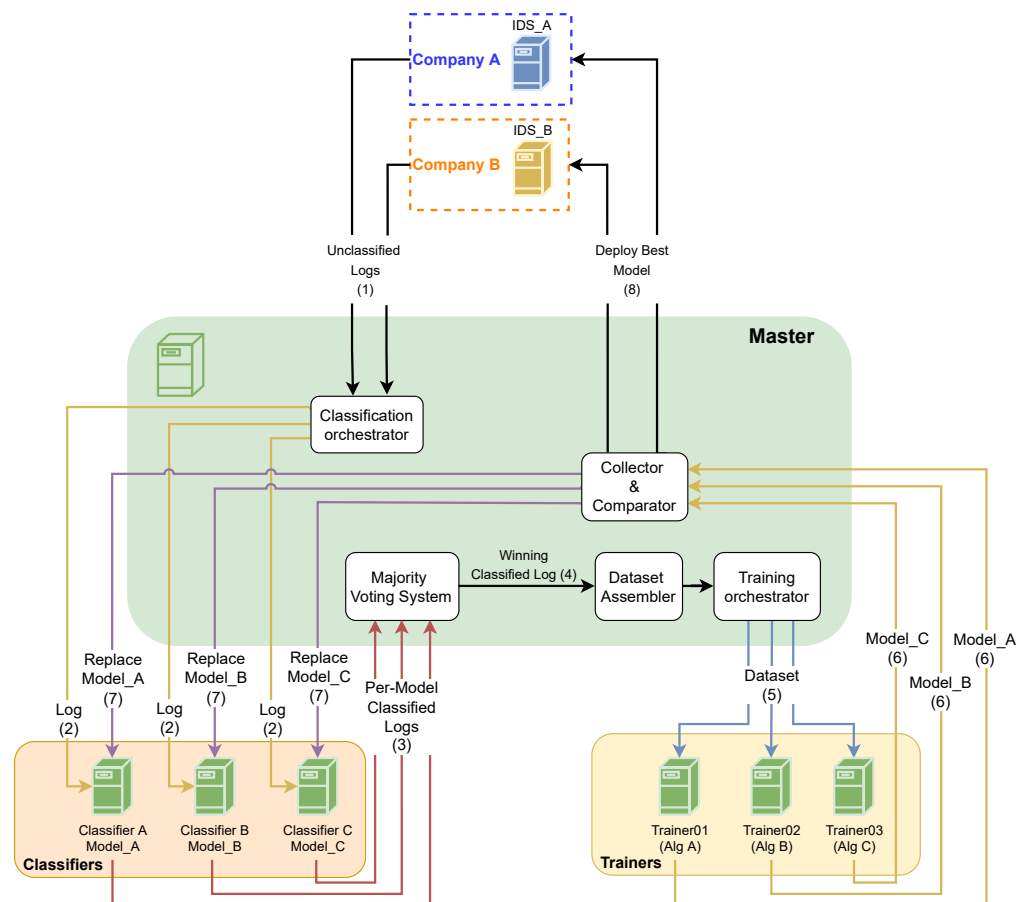 IDS_A
Company A
IDS_B
Company B
Unclassified
Logs
(1)
Deploy Best
Model
(8)
Master
Classification
orchestrator
Collector
&
Comparator
Majority
Voting System
Winning
Classified Log (4)
Dataset
Assembler
Training
orchestrator
Replace
Model_A
(7)
Replace
Model_B
(7)
Replace
Model_C
(7)
Log
(2)
Log
(2)
Log
(2)
Per-Model
Classified
Logs
(3)
Dataset
(5)
Model_C
(6)
Model_B
(6)
Model_A
(6)
Classifier A
Model_A
Classifier B
Model_B
Classifier C
Model_C
Classifiers
Trainer01
(Alg A)
Trainer02
(Alg B)
Trainer03
(Alg C)
Trainers